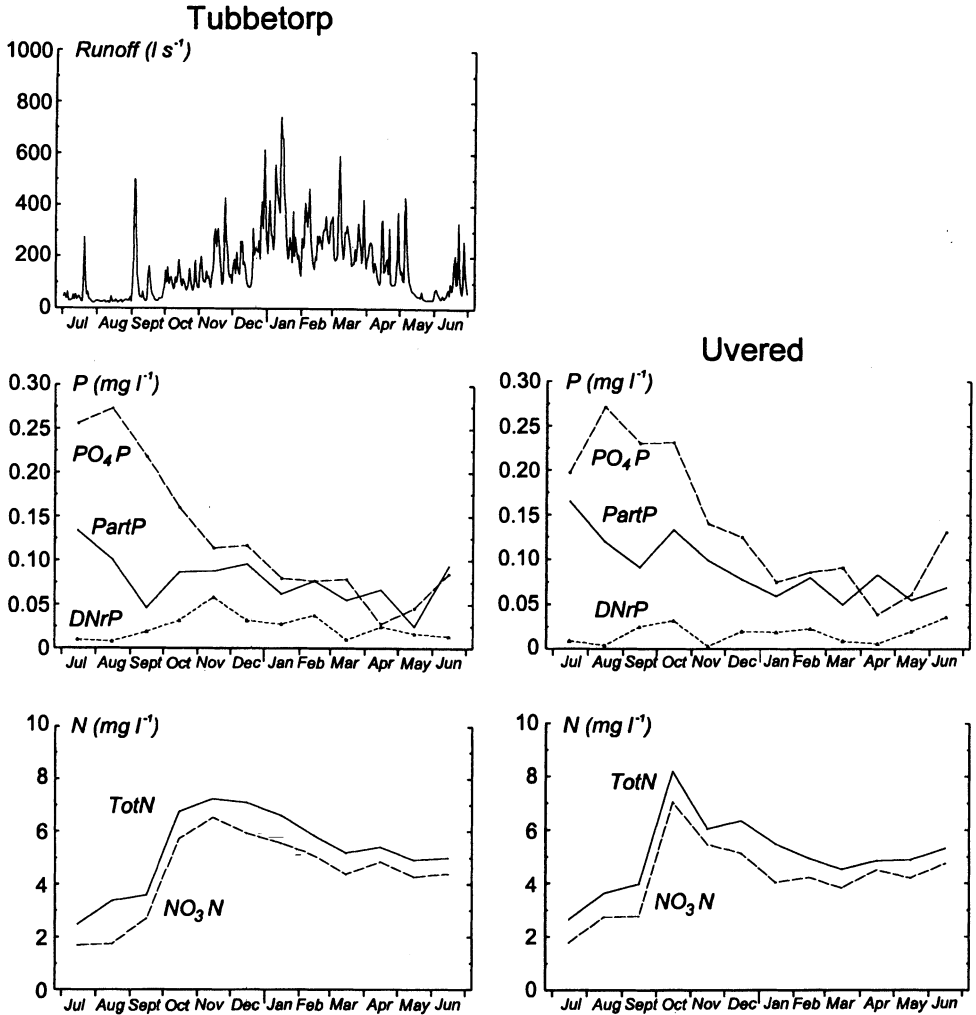 Tubbetorp
Runoff (l s⁻¹)
1000
800
600
400
200
0
Jul Aug Sept Oct Nov Dec Jan Feb Mar Apr May Jun
Uvered
P (mg l⁻¹)
0.30
0.25
0.20
0.15
0.10
0.05
0
PO₄ P
PartP
DNrP
Jul Aug Sept Oct Nov Dec Jan Feb Mar Apr May Jun
P (mg l⁻¹)
0.30
0.25
0.20
0.15
0.10
0.05
0
PO₄ P
PartP
DNrP
Jul Aug Sept Oct Nov Dec Jan Feb Mar Apr May Jun
N (mg l⁻¹)
10
8
6
4
2
0
TotN
NO₃ N
Jul Aug Sept Oct Nov Dec Jan Feb Mar Apr May Jun
N (mg l⁻¹)
10
8
6
4
2
0
TotN
NO₃ N
Jul Aug Sept Oct Nov Dec Jan Feb Mar Apr May Jun